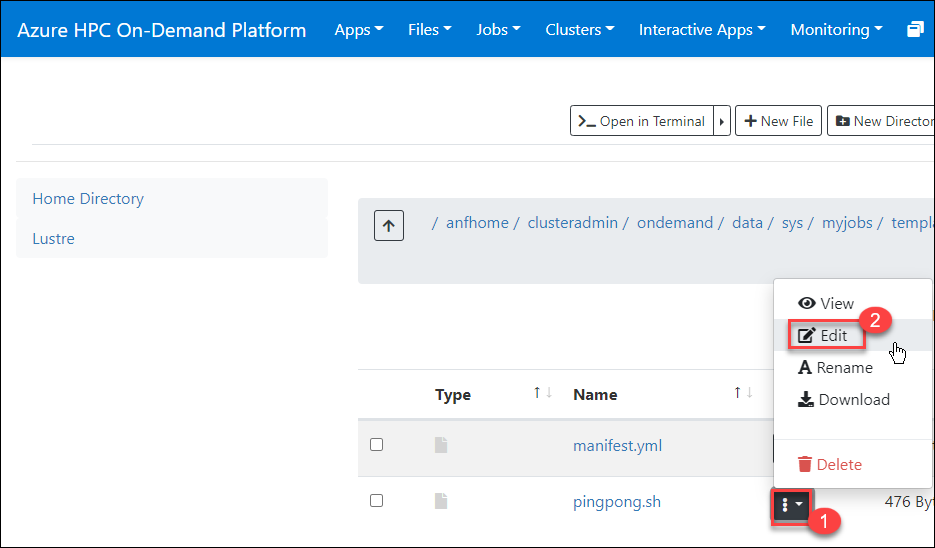 Azure HPC On-Demand Platform Apps Files Jobs Clusters Interactive Apps Monitoring
Open in Terminal New File New Director
Home Directory
Lustre
/ anfhome / clusteradmin / ondemand / data / sys / myjobs / templa
View
Edit 2
Rename
Download
Type Name
manifest.yml
Delete
pingpong.sh 476 By
1